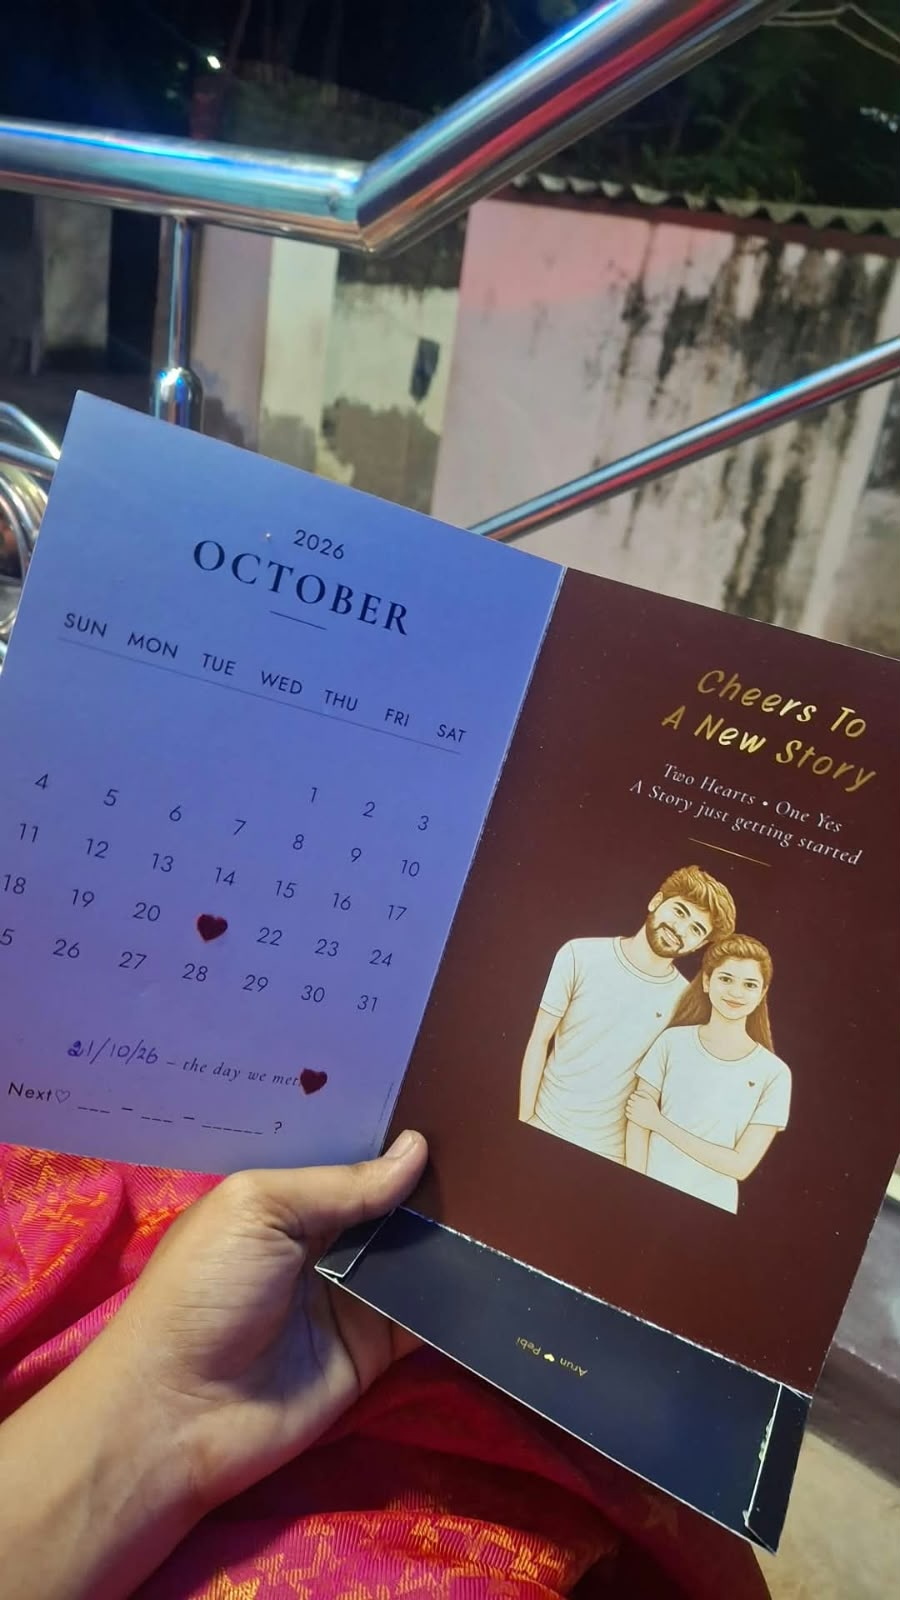 2026
OCTOBER
SUN MON TUE WED THU FRI SAT
1 2 3
4 5 6 7 8 9 10
11 12 13 14 15 16 17
18 19 20 22 23 24
5 26 27 28 29 30 31
21/10/26 – the day we met
Next♡ ___ - ___ - _____ ?
Cheers To
A New Story
Two Hearts • One Yes
A Story just getting started
Arun ♥ Pebi